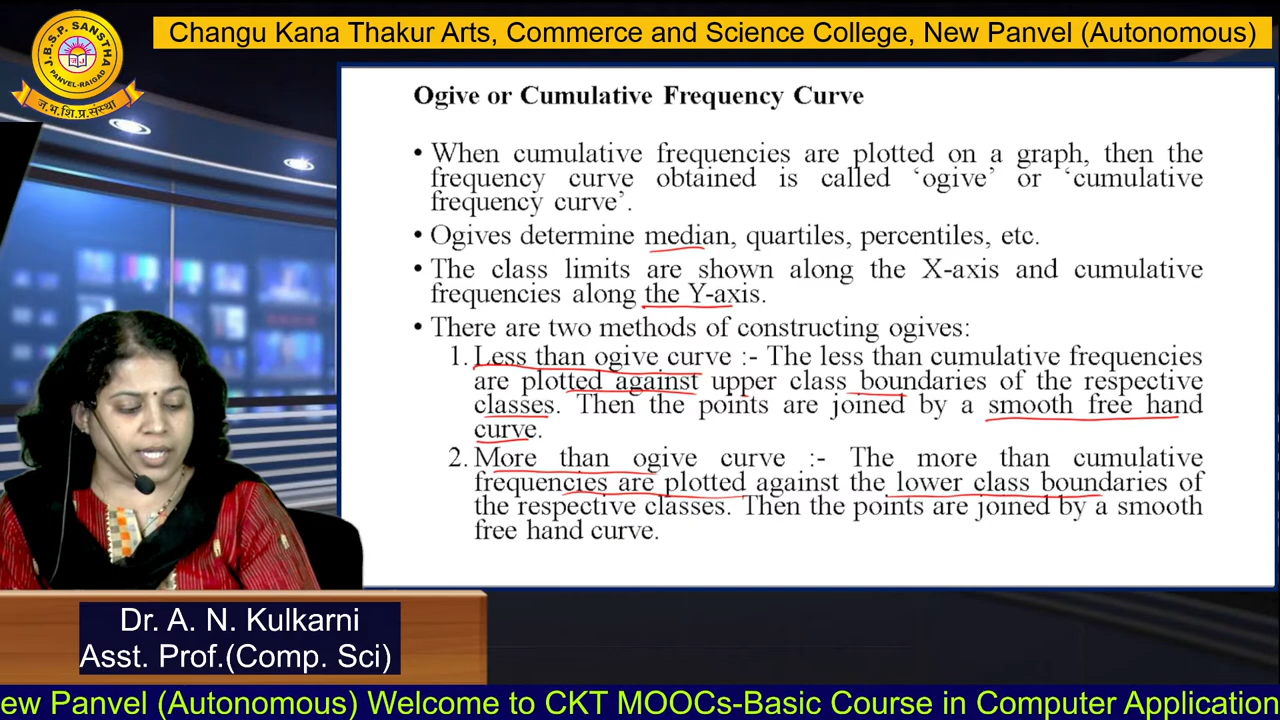 Changu Kana Thakur Arts, Commerce and Science College, New Panvel (Autonomous)
J.B.S.P. SANSTHA
PANVEL-RAIGAD
ज.भ.शि.प्र.संस्था
Ogive or Cumulative Frequency Curve
• When cumulative frequencies are plotted on a graph, then the
frequency curve obtained is called ‘ogive’ or ‘cumulative
frequency curve’.
• Ogives determine median, quartiles, percentiles, etc.
• The class limits are shown along the X-axis and cumulative
frequencies along the Y-axis.
• There are two methods of constructing ogives:
1. Less than ogive curve :- The less than cumulative frequencies
are plotted against upper class boundaries of the respective
classes. Then the points are joined by a smooth free hand
curve.
2. More than ogive curve :- The more than cumulative
frequencies are plotted against the lower class boundaries of
the respective classes. Then the points are joined by a smooth
free hand curve.
Dr. A. N. Kulkarni
Asst. Prof.(Comp. Sci)
ew Panvel (Autonomous) Welcome to CKT MOOCs-Basic Course in Computer Application